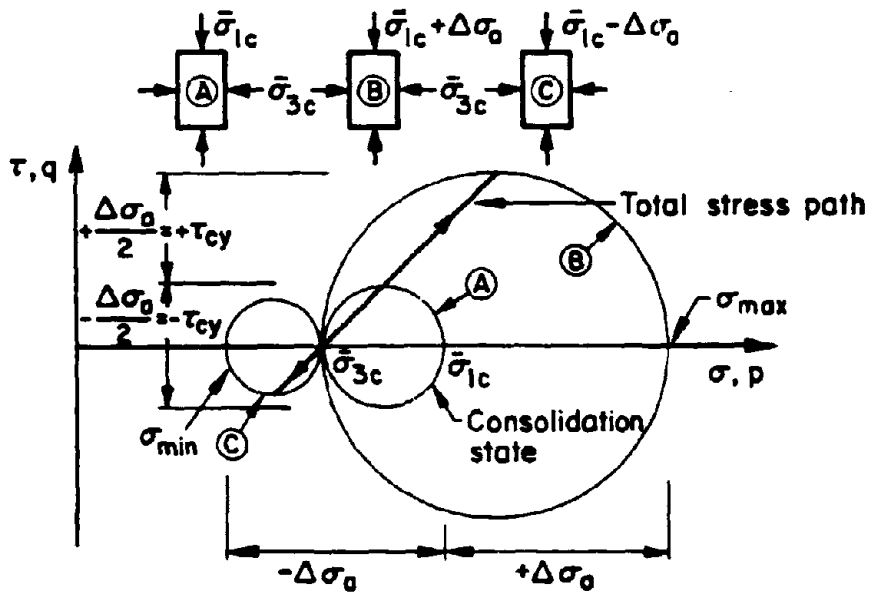 σ̄1c σ̄1c+Δσa σ̄1c−Δσa
A σ̄3c B σ̄3c C
τ, q
+Δσa/2=+τcy
Total stress path
B
A
−Δσa/2=−τcy
σmax
σ̄3c σ̄1c
σ, p
Consolidation
state
σmin C
−Δσa +Δσa